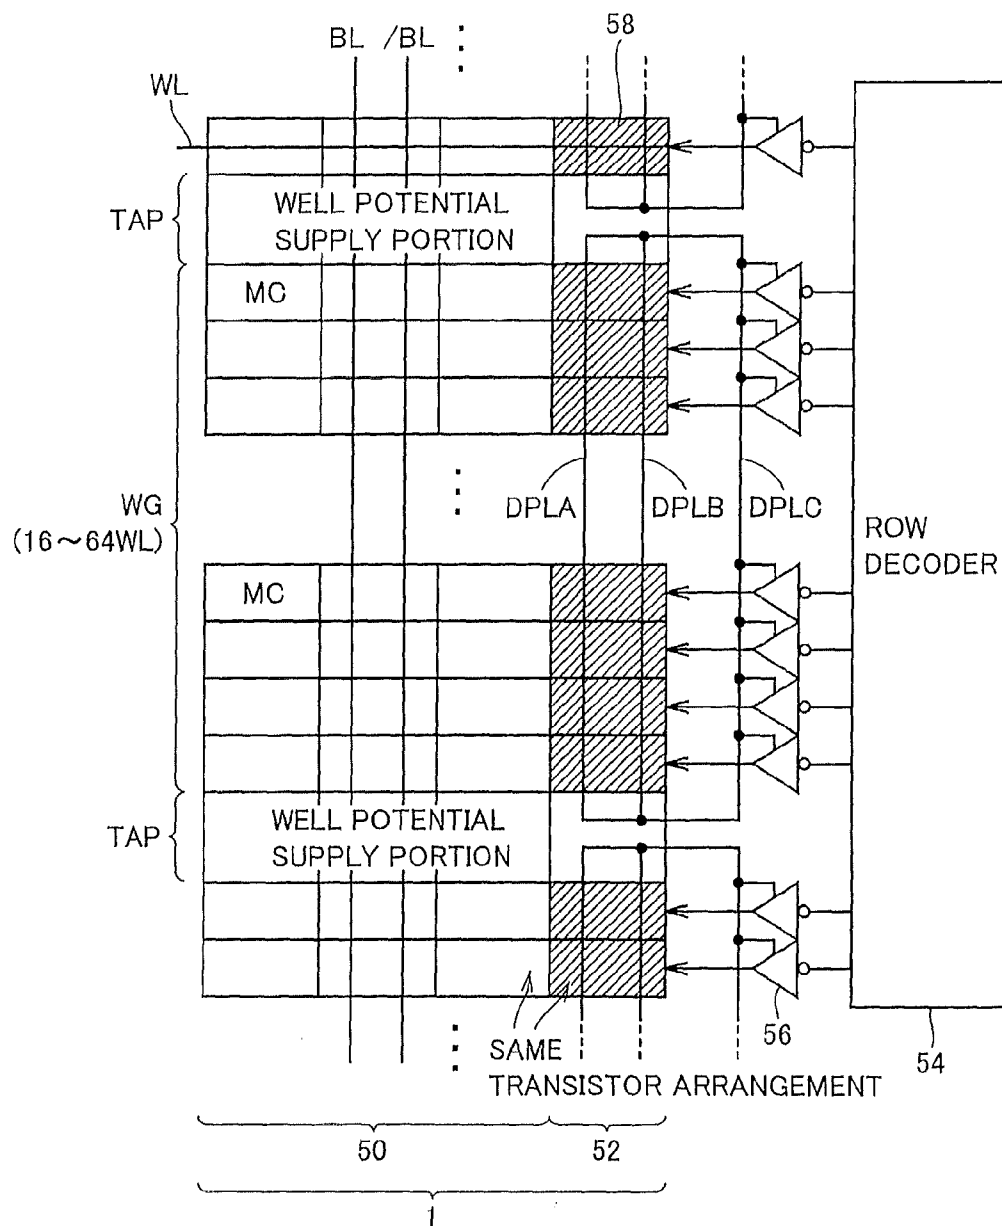 58
BL /BL
WL
TAP
WELL POTENTIAL
SUPPLY PORTION
MC
WG
(16～64WL)
DPLA
DPLB
DPLC
ROW
DECODER
MC
TAP
WELL POTENTIAL
SUPPLY PORTION
56
54
SAME
TRANSISTOR ARRANGEMENT
50
52
1